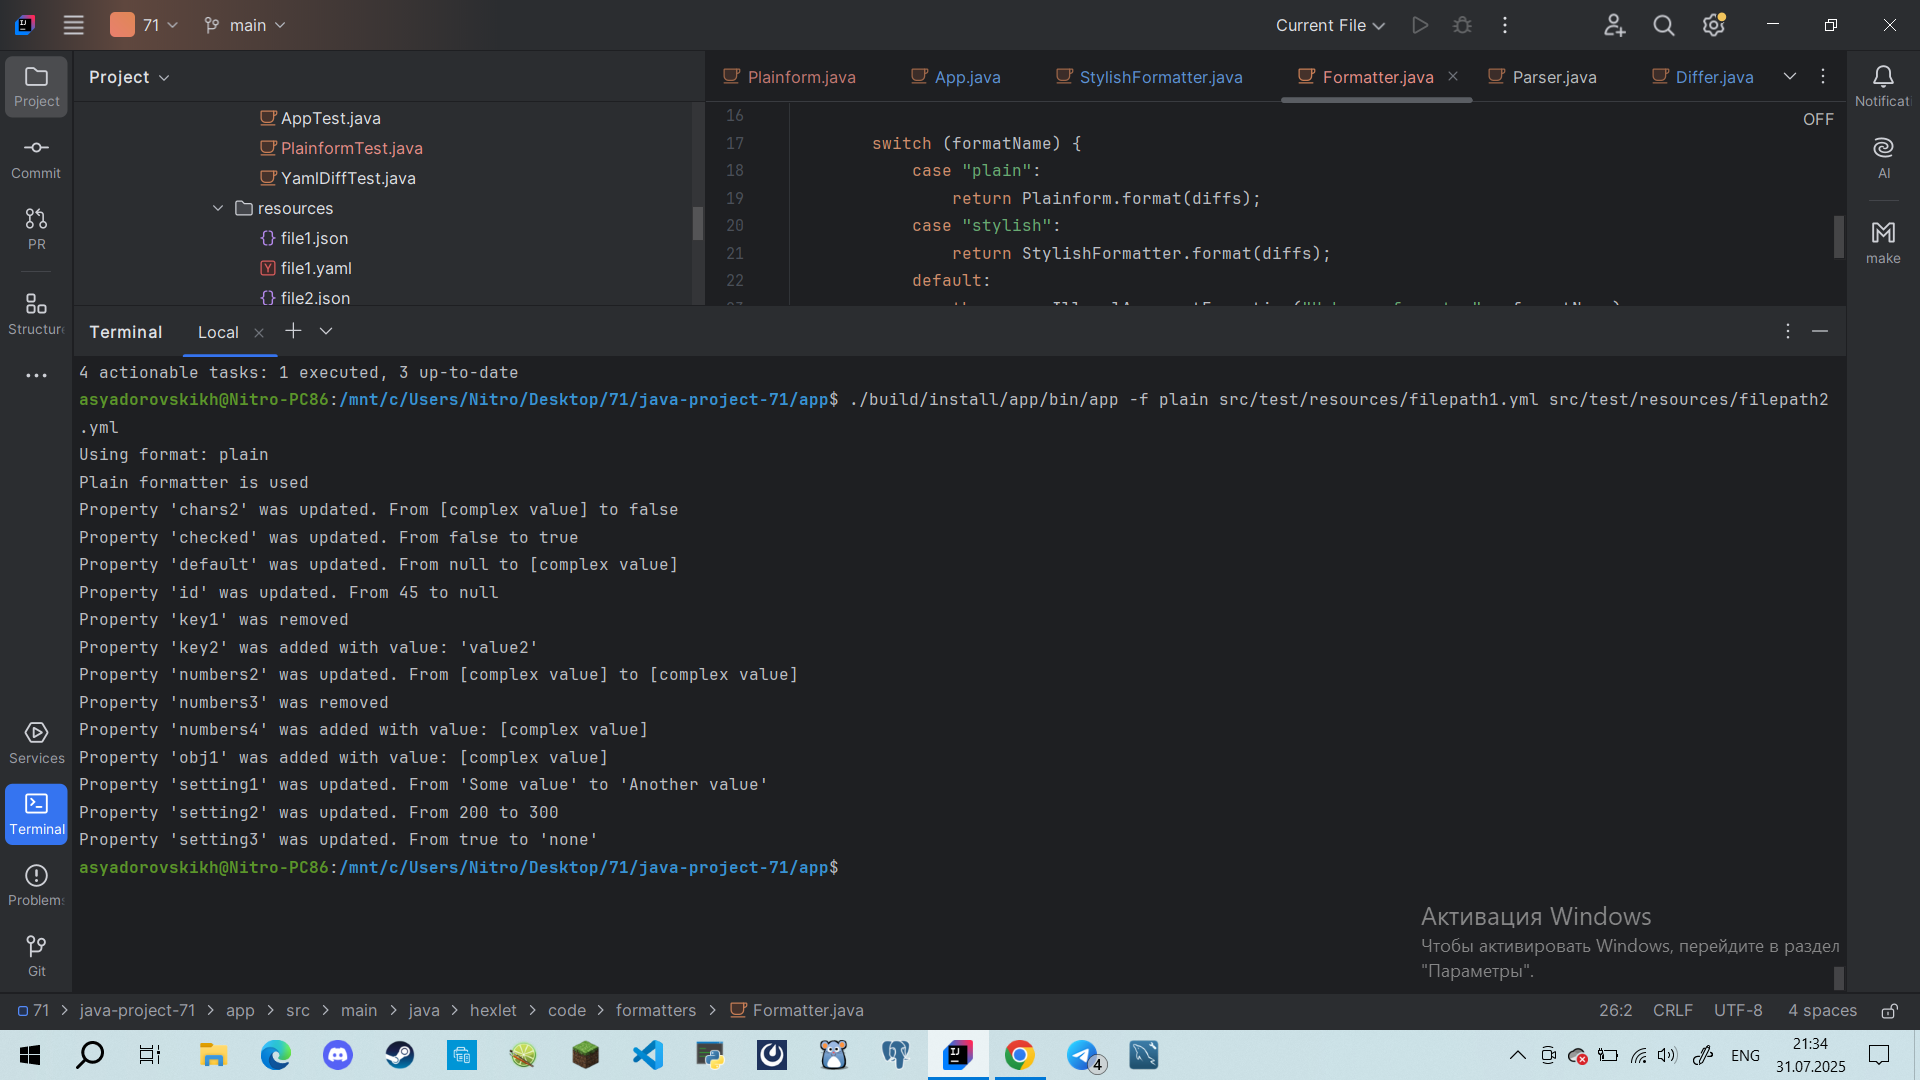 71
main
Current File
Project
Commit
PR
Structure
Services
Terminal
Problems
Git
Project
AppTest.java
PlainformTest.java
YamlDiffTest.java
resources
file1.json
file1.yaml
file2.json
Plainform.java
App.java
StylishFormatter.java
Formatter.java
Parser.java
Differ.java
OFF
16
17 switch (formatName) {
18 case "plain":
19 return Plainform.format(diffs);
20 case "stylish":
21 return StylishFormatter.format(diffs);
22 default:
Notificati
AI
make
Terminal
Local
4 actionable tasks: 1 executed, 3 up-to-date
asyadorovskikh@Nitro-PC86:/mnt/c/Users/Nitro/Desktop/71/java-project-71/app$ ./build/install/app/bin/app -f plain src/test/resources/filepath1.yml src/test/resources/filepath2
.yml
Using format: plain
Plain formatter is used
Property 'chars2' was updated. From [complex value] to false
Property 'checked' was updated. From false to true
Property 'default' was updated. From null to [complex value]
Property 'id' was updated. From 45 to null
Property 'key1' was removed
Property 'key2' was added with value: 'value2'
Property 'numbers2' was updated. From [complex value] to [complex value]
Property 'numbers3' was removed
Property 'numbers4' was added with value: [complex value]
Property 'obj1' was added with value: [complex value]
Property 'setting1' was updated. From 'Some value' to 'Another value'
Property 'setting2' was updated. From 200 to 300
Property 'setting3' was updated. From true to 'none'
asyadorovskikh@Nitro-PC86:/mnt/c/Users/Nitro/Desktop/71/java-project-71/app$
Активация Windows
Чтобы активировать Windows, перейдите в раздел
"Параметры".
71 > java-project-71 > app > src > main > java > hexlet > code > formatters > Formatter.java
26:2 CRLF UTF-8 4 spaces
4
ENG
21:34
31.07.2025